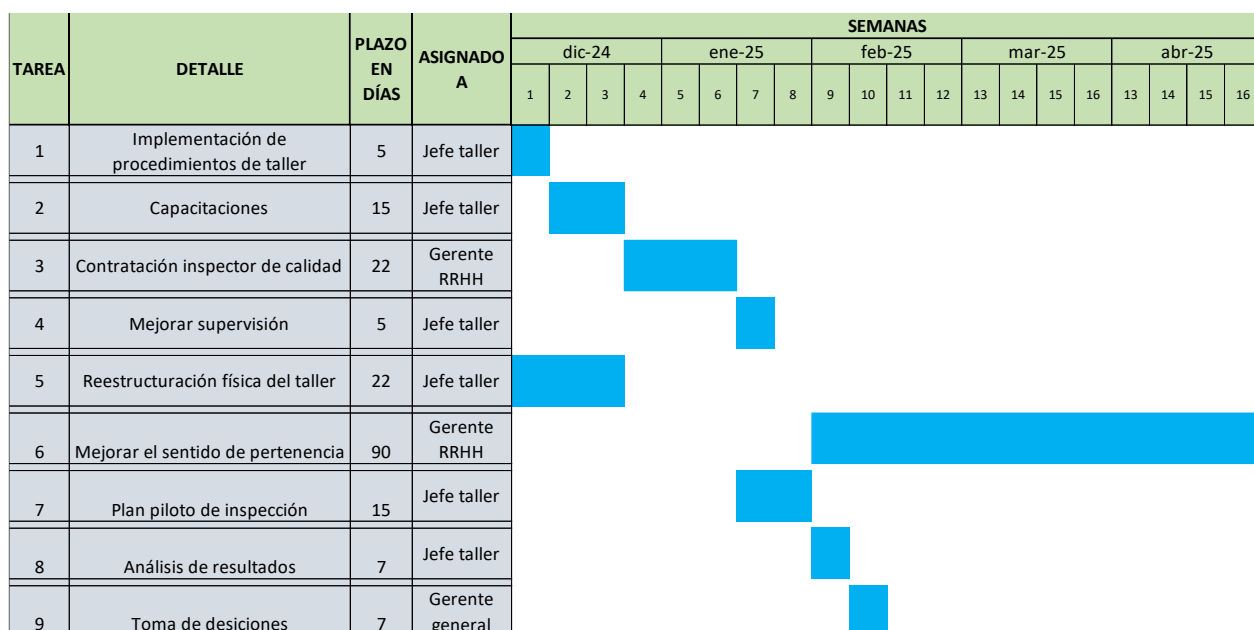 SEMANAS
TAREA DETALLE PLAZO EN DÍAS ASIGNADO A dic-24 ene-25 feb-25 mar-25 abr-25
1 2 3 4 5 6 7 8 9 10 11 12 13 14 15 16 13 14 15 16
1 Implementación de procedimientos de taller 5 Jefe taller
2 Capacitaciones 15 Jefe taller
3 Contratación inspector de calidad 22 Gerente RRHH
4 Mejorar supervisión 5 Jefe taller
5 Reestructuración física del taller 22 Jefe taller
6 Mejorar el sentido de pertenencia 90 Gerente RRHH
7 Plan piloto de inspección 15 Jefe taller
8 Análisis de resultados 7 Jefe taller
9 Toma de desiciones 7 Gerente general